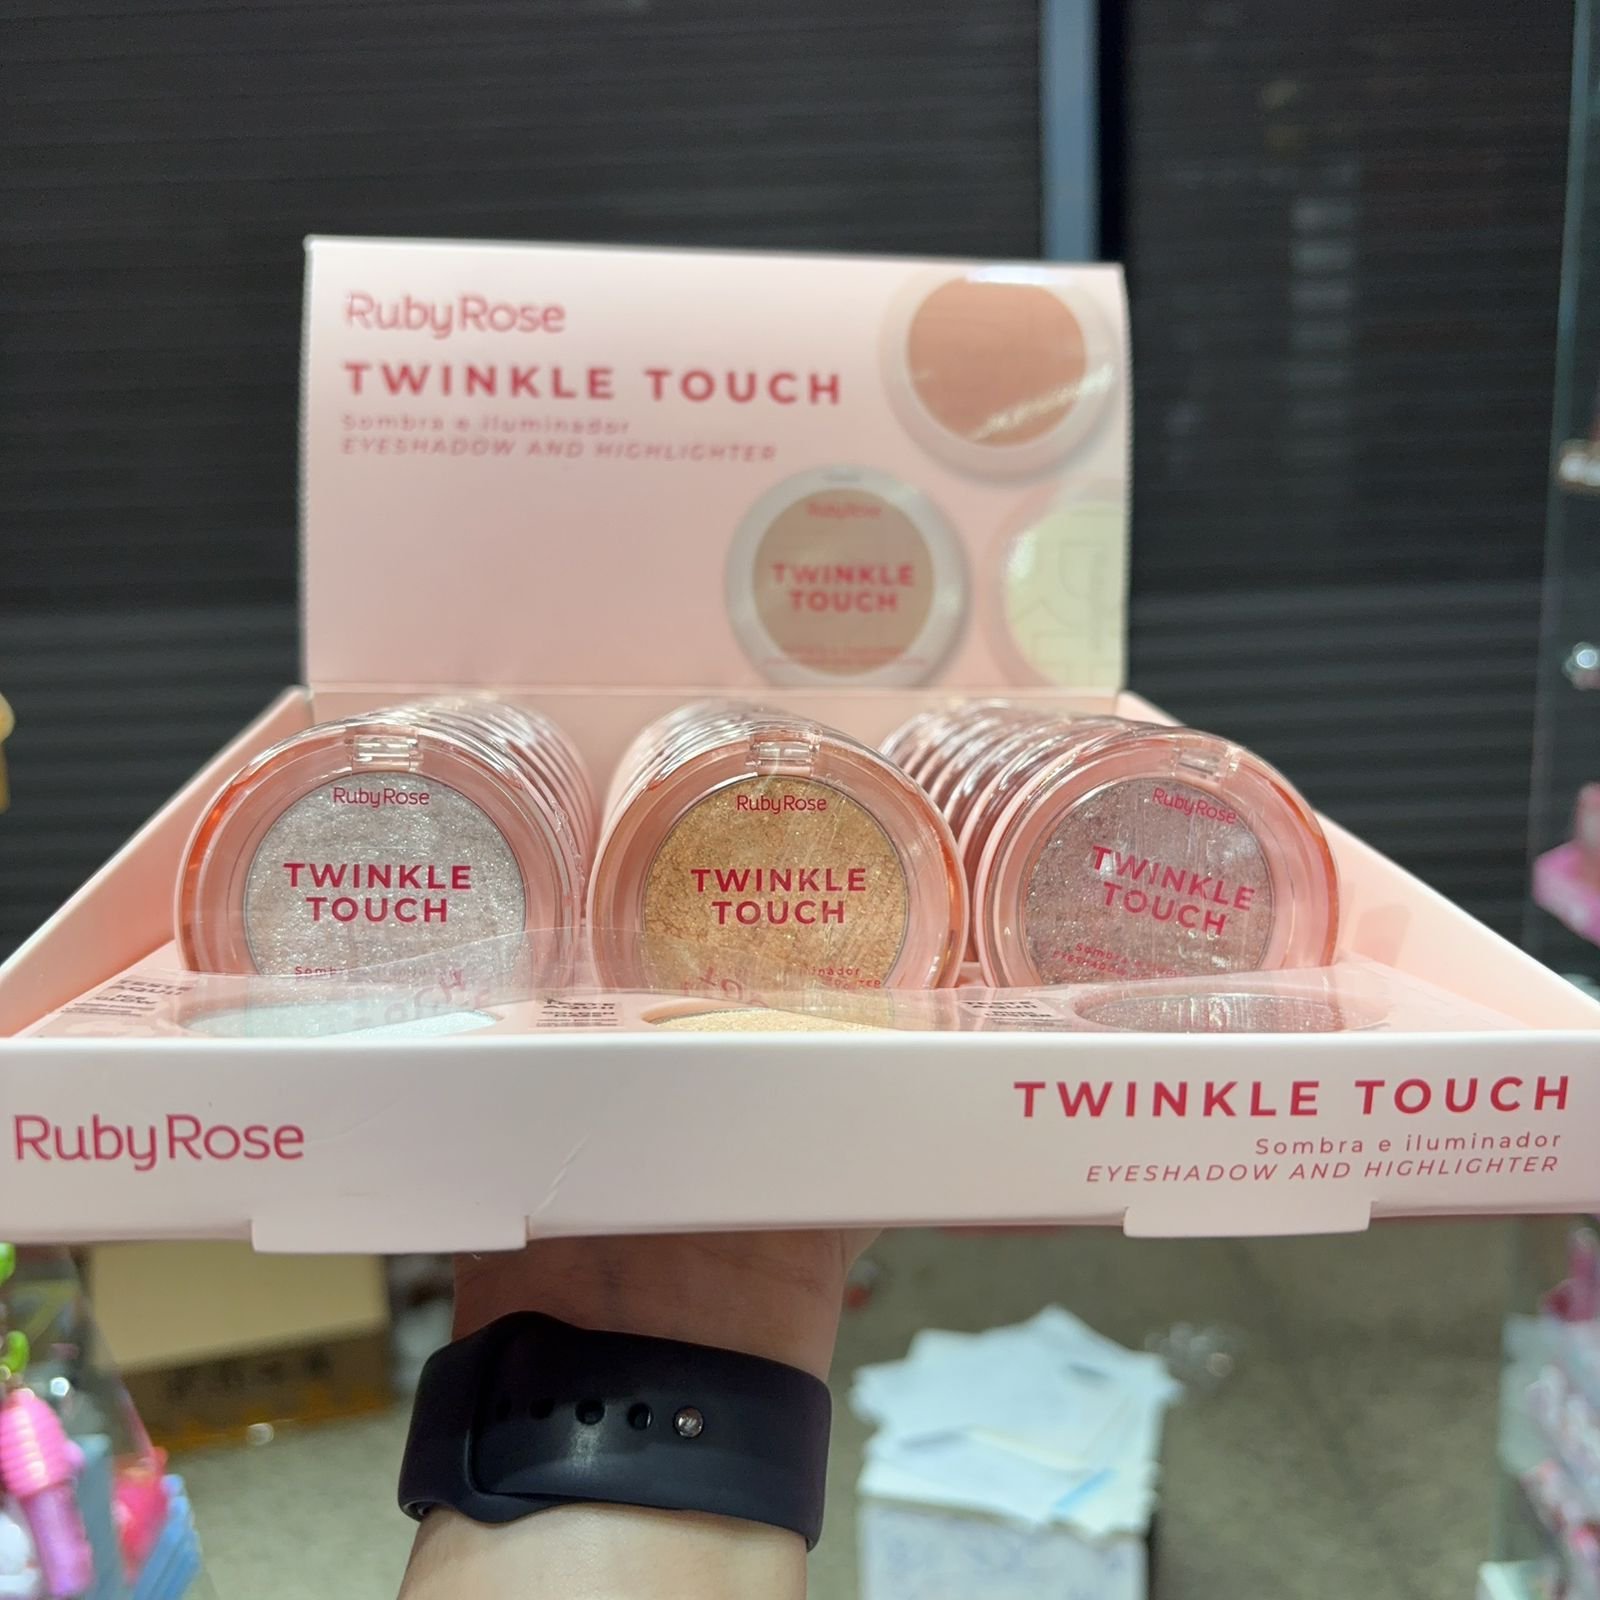 RubyRose
TWINKLE TOUCH
Sombra e iluminador
EYESHADOW AND HIGHLIGHTER
RubyRose
TWINKLE
TOUCH
RubyRose
TWINKLE
TOUCH
RubyRose
TWINKLE
TOUCH
RubyRose
TWINKLE
TOUCH
RubyRose
TWINKLE TOUCH
Sombra e iluminador
EYESHADOW AND HIGHLIGHTER